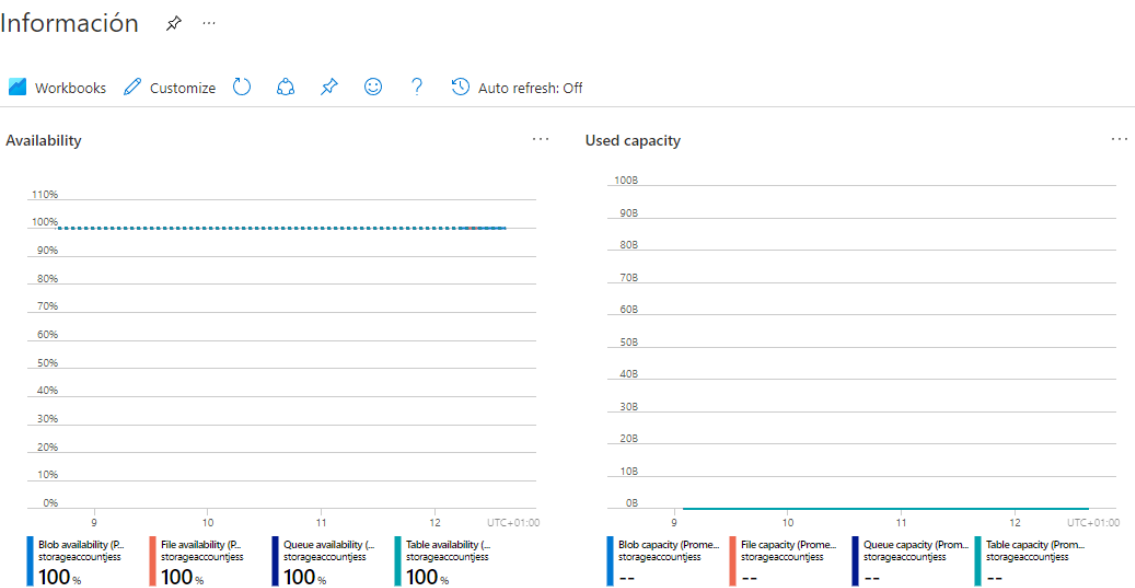 Información ...
Workbooks Customize ? Auto refresh: Off
Availability ...
110%
100%
90%
80%
70%
60%
50%
40%
30%
20%
10%
0%
9 10 11 12 UTC+01:00
Blob availability (P... File availability (P... Queue availability (... Table availability (...
storageaccountjess storageaccountjess storageaccountjess storageaccountjess
100 % 100 % 100 % 100 %
Used capacity ...
100B
90B
80B
70B
60B
50B
40B
30B
20B
10B
0B
9 10 11 12 UTC+01:00
Blob capacity (Prome... File capacity (Prome... Queue capacity (Prom... Table capacity (Prom...
storageaccountjess storageaccountjess storageaccountjess storageaccountjess
-- -- -- --